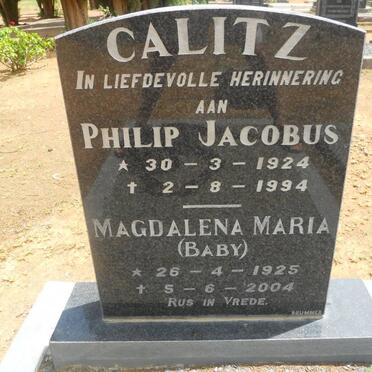 CALITZ
IN LIEFDEVOLLE HERINNERING
AAN
PHILIP JACOBUS
* 30 - 3 - 1924
† 2 - 8 - 1994
MAGDALENA MARIA
(BABY)
* 26 - 4 - 1925
† 5 - 6 - 2004
RUS IN VREDE.
BRUMMER